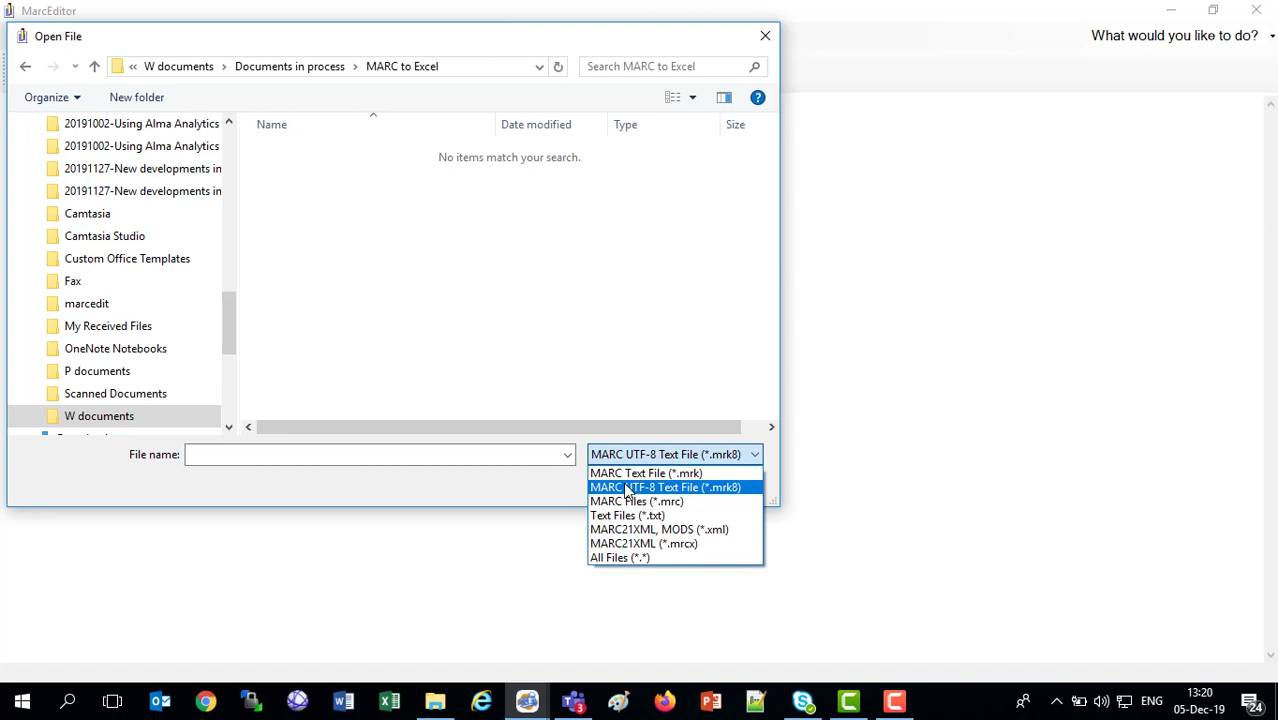 MarcEditor
Open File
What would you like to do?
W documents
Documents in process
MARC to Excel
Search MARC to Excel
Organize
New folder
Name
Date modified
Type
Size
20191002-Using Alma Analytics
20191002-Using Alma Analytics
20191127-New developments in
20191127-New developments in
Camtasia
Camtasia Studio
Custom Office Templates
Fax
marcedit
My Received Files
OneNote Notebooks
P documents
Scanned Documents
W documents
No items match your search.
File name:
MARC UTF-8 Text File (*.mrk8)
MARC Text File (*.mrk)
MARC UTF-8 Text File (*.mrk8)
MARC Files (*.mrc)
Text Files (*.txt)
MARC21XML, MODS (*.xml)
MARC21XML (*.mrcx)
All Files (*.*)
ENG
13:20
05-Dec-19
24
3